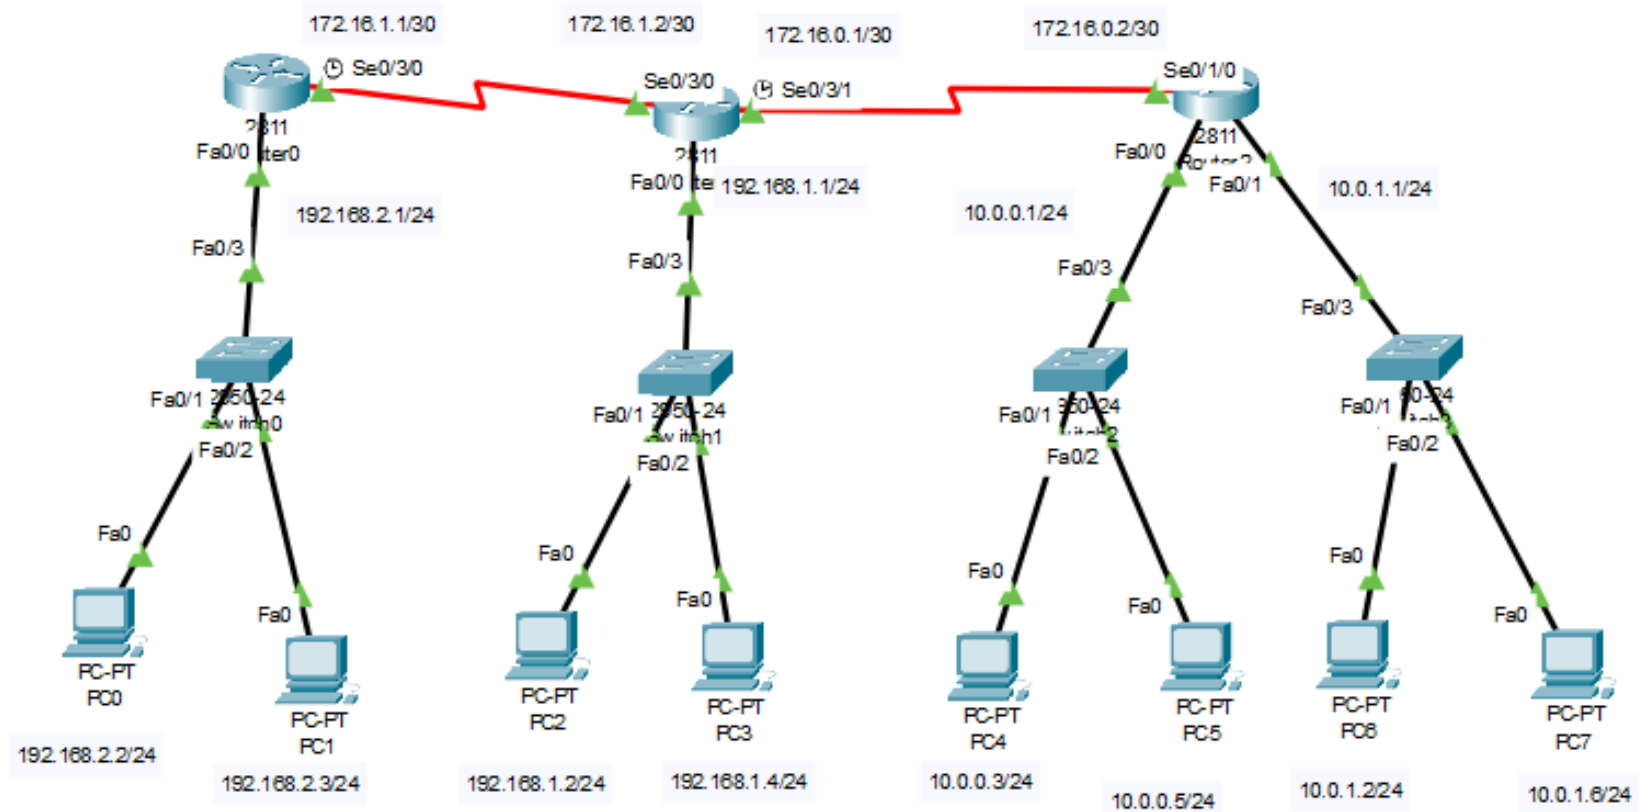 172.16.1.1/30
172.16.1.2/30
172.16.0.1/30
172.16.0.2/30
Se0/3/0
Se0/3/0
Se0/3/1
Se0/1/0
2811
2811
2811
Fa0/0
Fa0/0
192.168.1.1/24
Fa0/0
Router2
Fa0/1
10.0.1.1/24
192.168.2.1/24
10.0.0.1/24
Fa0/3
Fa0/3
Fa0/3
Fa0/3
Fa0/1
2950-24
Fa0/2
Fa0/1
2950-24
Fa0/2
Fa0/1
Fa0/2
Fa0/1
Fa0/2
Fa0
Fa0
Fa0
Fa0
Fa0
Fa0
Fa0
Fa0
PC-PT
PC0
PC-PT
PC1
PC-PT
PC2
PC-PT
PC3
PC-PT
PC4
PC-PT
PC5
PC-PT
PC6
PC-PT
PC7
192.168.2.2/24
192.168.2.3/24
192.168.1.2/24
192.168.1.4/24
10.0.0.3/24
10.0.0.5/24
10.0.1.2/24
10.0.1.6/24